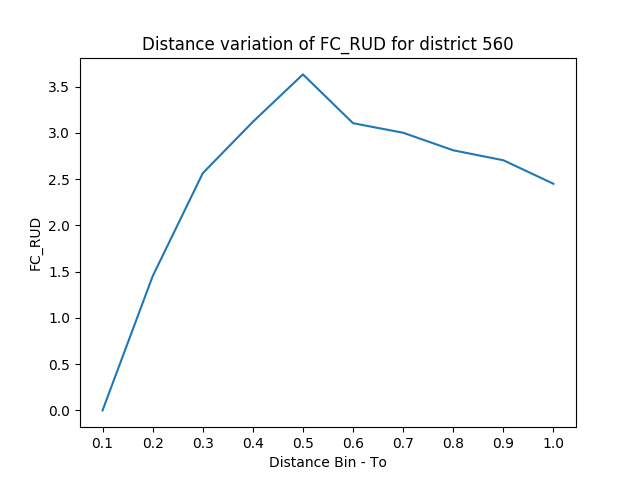 Distance variation of FC_RUD for district 560
3.5
3.0
2.5
2.0
1.5
1.0
0.5
0.0
FC_RUD
0.1 0.2 0.3 0.4 0.5 0.6 0.7 0.8 0.9 1.0
Distance Bin - To